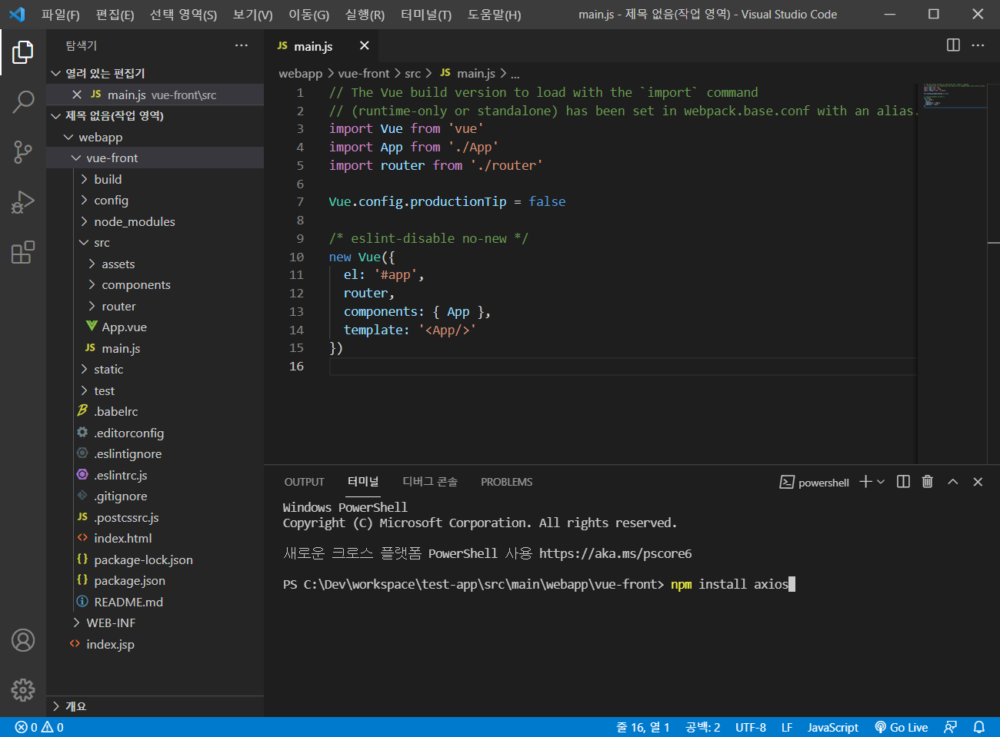 파일(F) 편집(E) 선택 영역(S) 보기(V) 이동(G) 실행(R) 터미널(T) 도움말(H) main.js - 제목 없음(작업 영역) - Visual Studio Code
탐색기
열려 있는 편집기
JS main.js vue-front\src
제목 없음(작업 영역)
webapp
vue-front
build
config
node_modules
src
assets
components
router
App.vue
JS main.js
static
test
.babelrc
.editorconfig
.eslintignore
.eslintrc.js
.gitignore
JS .postcssrc.js
index.html
package-lock.json
package.json
README.md
WEB-INF
index.jsp
개요
JS main.js
webapp > vue-front > src > JS main.js > ...
1 // The Vue build version to load with the `import` command
2 // (runtime-only or standalone) has been set in webpack.base.conf with an alias.
3 import Vue from 'vue'
4 import App from './App'
5 import router from './router'
6
7 Vue.config.productionTip = false
8
9 /* eslint-disable no-new */
10 new Vue({
11 el: '#app',
12 router,
13 components: { App },
14 template: '<App/>'
15 })
16
OUTPUT 터미널 디버그 콘솔 PROBLEMS powershell
Windows PowerShell
Copyright (C) Microsoft Corporation. All rights reserved.
새로운 크로스 플랫폼 PowerShell 사용 https://aka.ms/pscore6
PS C:\Dev\workspace\test-app\src\main\webapp\vue-front> npm install axios
0 0 줄 16, 열 1 공백: 2 UTF-8 LF JavaScript Go Live